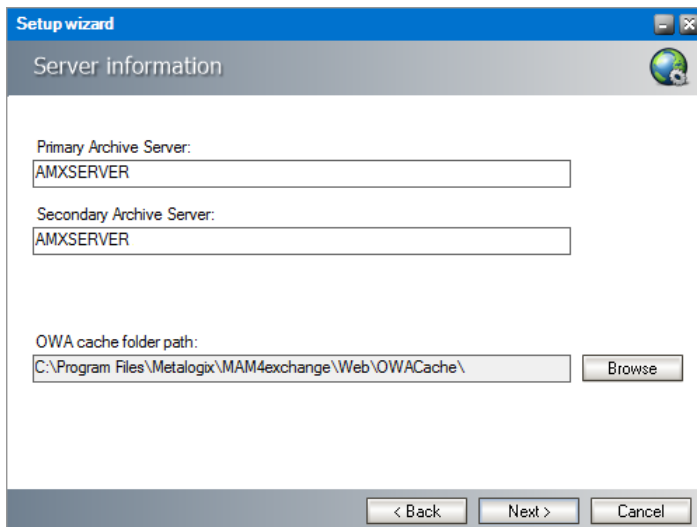 Setup wizard
Server information
Primary Archive Server:
AMXSERVER
Secondary Archive Server:
AMXSERVER
OWA cache folder path:
C:\Program Files\Metalogix\MAM4exchange\Web\OWACache\
Browse
< Back
Next >
Cancel